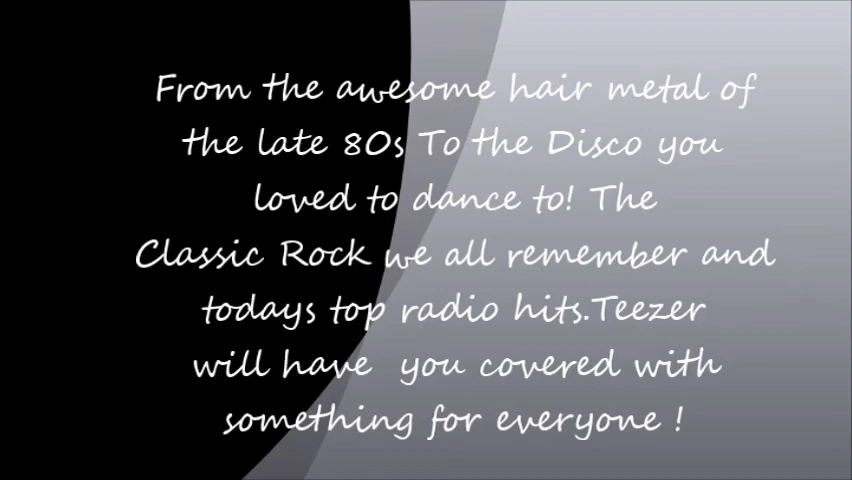 From the awesome hair metal of
the late 80s To the Disco you
loved to dance to! The
Classic Rock we all remember and
todays top radio hits.Teezer
will have  you covered with
something for everyone !